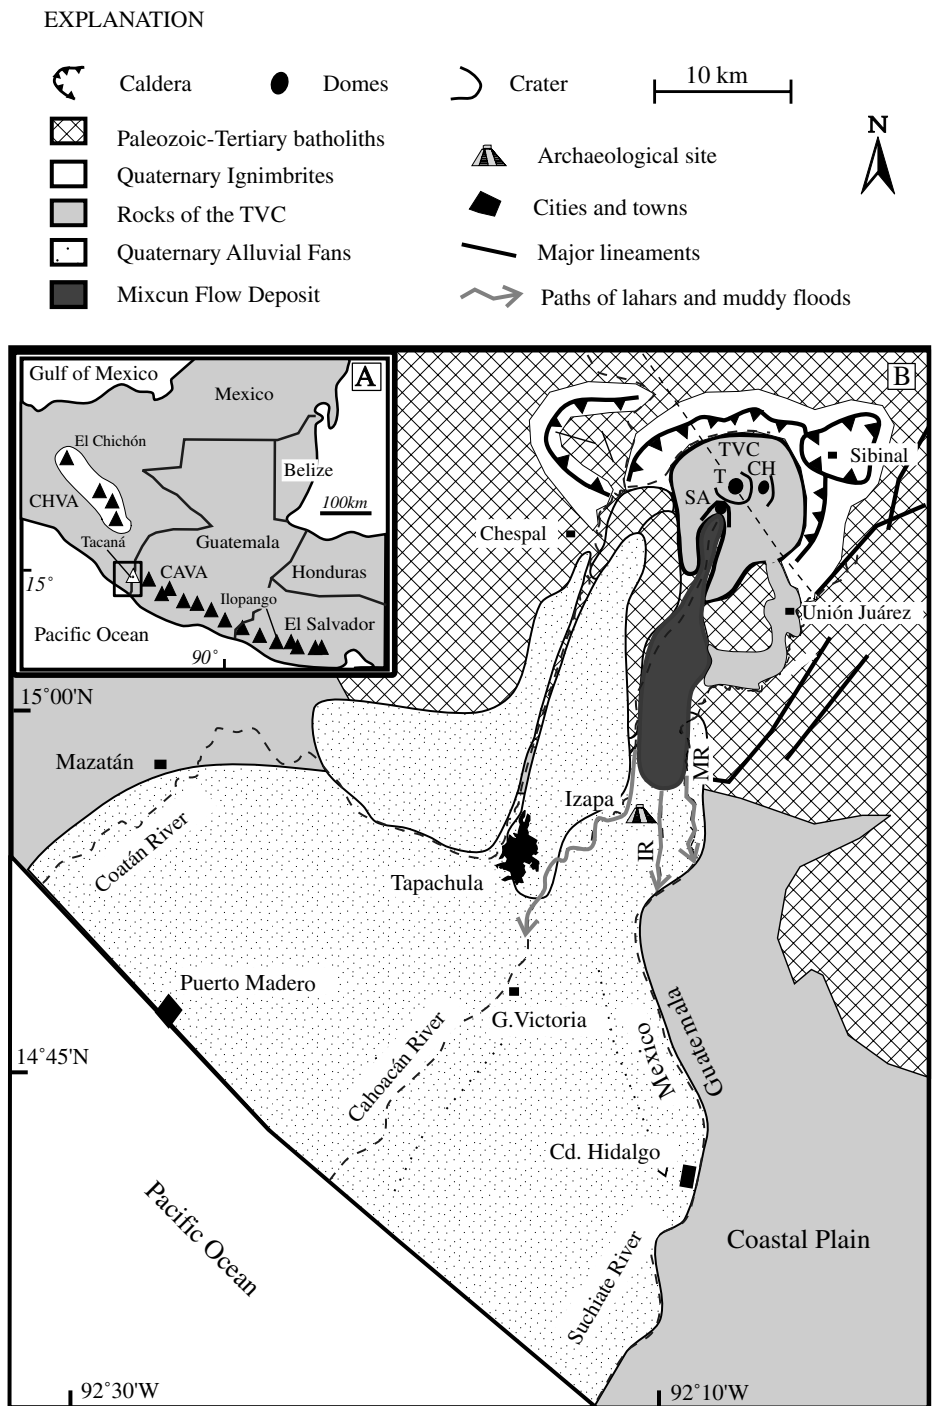 EXPLANATION
Caldera
Domes
Crater
10 km
N
Paleozoic-Tertiary batholiths
Archaeological site
Quaternary Ignimbrites
Cities and towns
Rocks of the TVC
Quaternary Alluvial Fans
Major lineaments
Mixcun Flow Deposit
Paths of lahars and muddy floods
A
Gulf of Mexico
Mexico
El Chichón
Belize
CHVA
100km
Tacaná
Guatemala
15°
CAVA
Honduras
Ilopango
El Salvador
Pacific Ocean
90°
B
TVC
T
CH
SA
Sibinal
Chespal
Unión Juárez
15°00'N
Mazatán
MR
Izapa
IR
Coatán River
Tapachula
Puerto Madero
G.Victoria
Mexico
Guatemala
14°45'N
Cahoacán River
Cd. Hidalgo
Pacific Ocean
Coastal Plain
Suchiate River
92°30'W
92°10'W